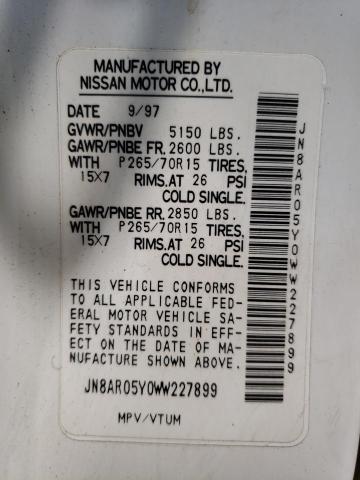 MANUFACTURED BY
NISSAN MOTOR CO.,LTD.
DATE 9/97
GVWR/PNBV 5150 LBS.
GAWR/PNBE FR. 2600 LBS.
WITH P265/70R15 TIRES,
15X7 RIMS.AT 26 PSI
COLD SINGLE.
GAWR/PNBE RR. 2850 LBS.
WITH P265/70R15 TIRES,
15X7 RIMS.AT 26 PSI
COLD SINGLE.
THIS VEHICLE CONFORMS
TO ALL APPLICABLE FED-
ERAL MOTOR VEHICLE SA-
FETY STANDARDS IN EFF-
ECT ON THE DATE OF MA-
NUFACTURE SHOWN ABOVE.
JN8AR05Y0WW227899
MPV/VTUM
JN8AR05Y0WW227899